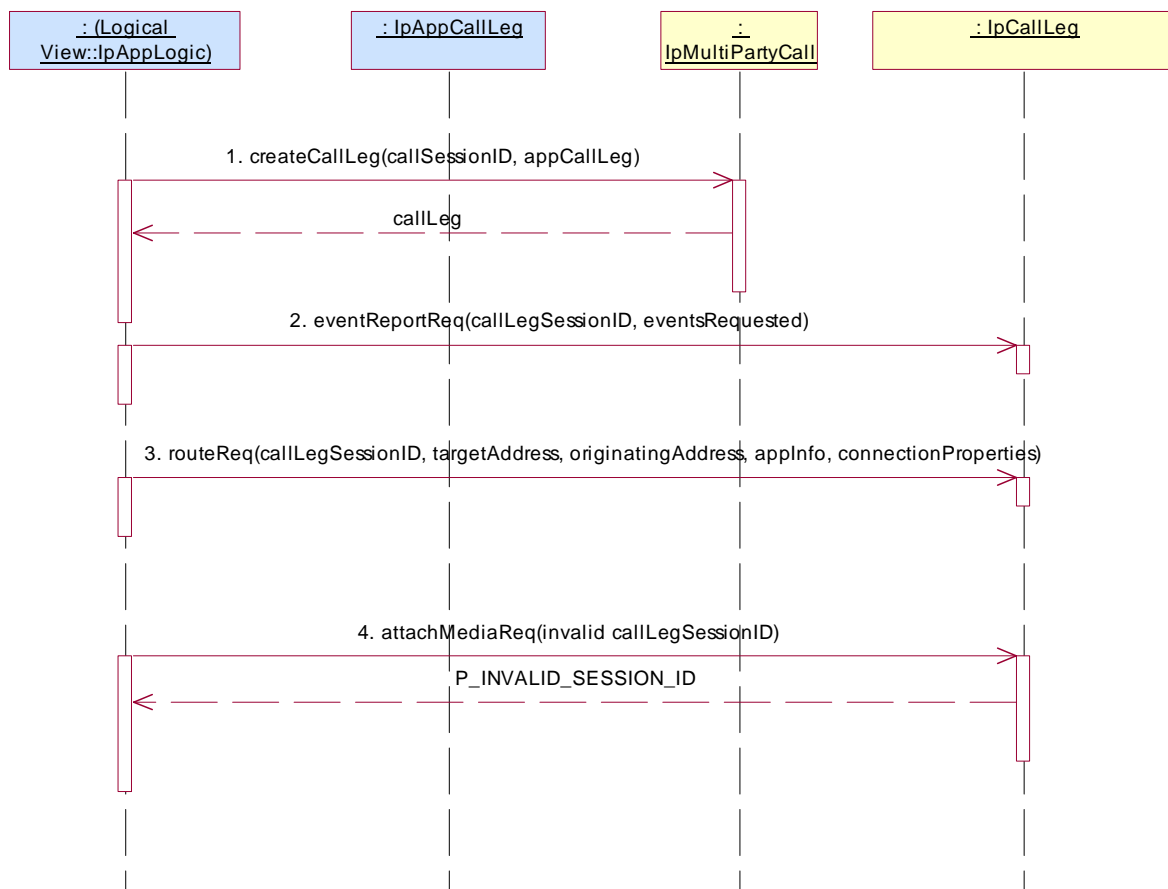 : (Logical
View::IpAppLogic)
: IpAppCallLeg
:
IpMultiPartyCall
: IpCallLeg
1. createCallLeg(callSessionID, appCallLeg)
callLeg
2. eventReportReq(callLegSessionID, eventsRequested)
3. routeReq(callLegSessionID, targetAddress, originatingAddress, appInfo, connectionProperties)
4. attachMediaReq(invalid callLegSessionID)
P_INVALID_SESSION_ID